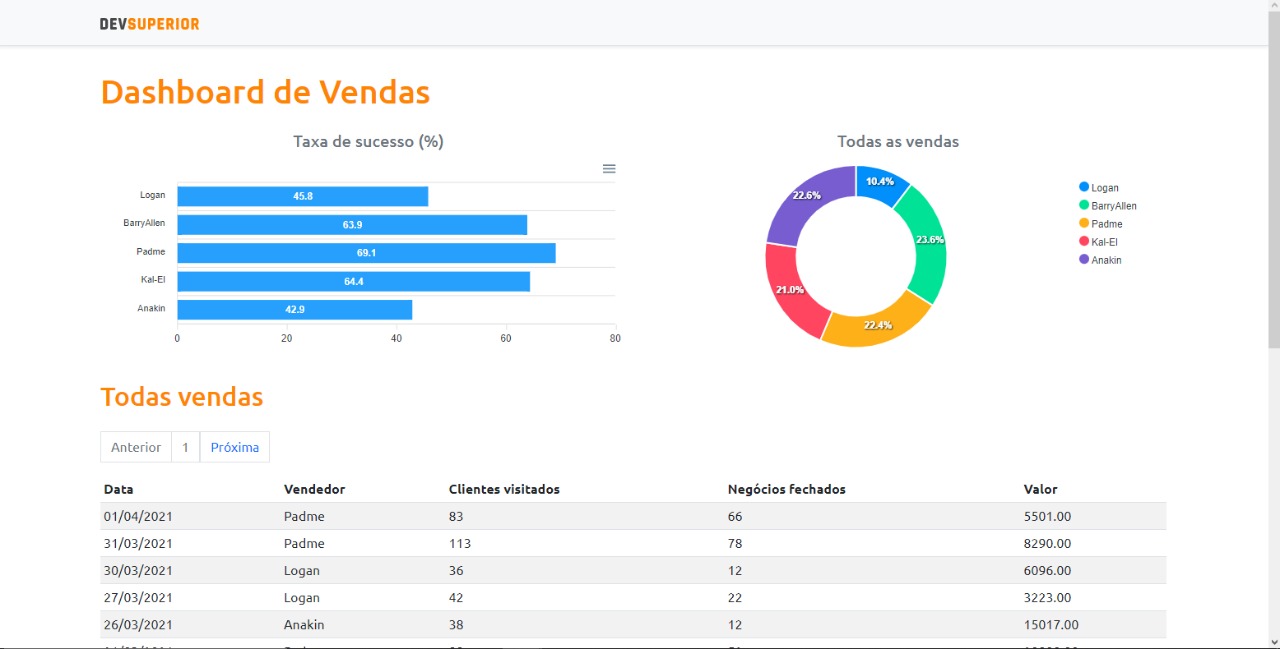 DEVSUPERIOR
Dashboard de Vendas
Taxa de sucesso (%)
Logan 45.8
BarryAllen 63.9
Padme 69.1
Kal-El 64.4
Anakin 42.9
0 20 40 60 80
Todas as vendas
10.4%
23.6%
22.4%
21.0%
22.6%
Logan
BarryAllen
Padme
Kal-El
Anakin
Todas vendas
Anterior 1 Próxima
Data Vendedor Clientes visitados Negócios fechados Valor
01/04/2021 Padme 83 66 5501.00
31/03/2021 Padme 113 78 8290.00
30/03/2021 Logan 36 12 6096.00
27/03/2021 Logan 42 22 3223.00
26/03/2021 Anakin 38 12 15017.00